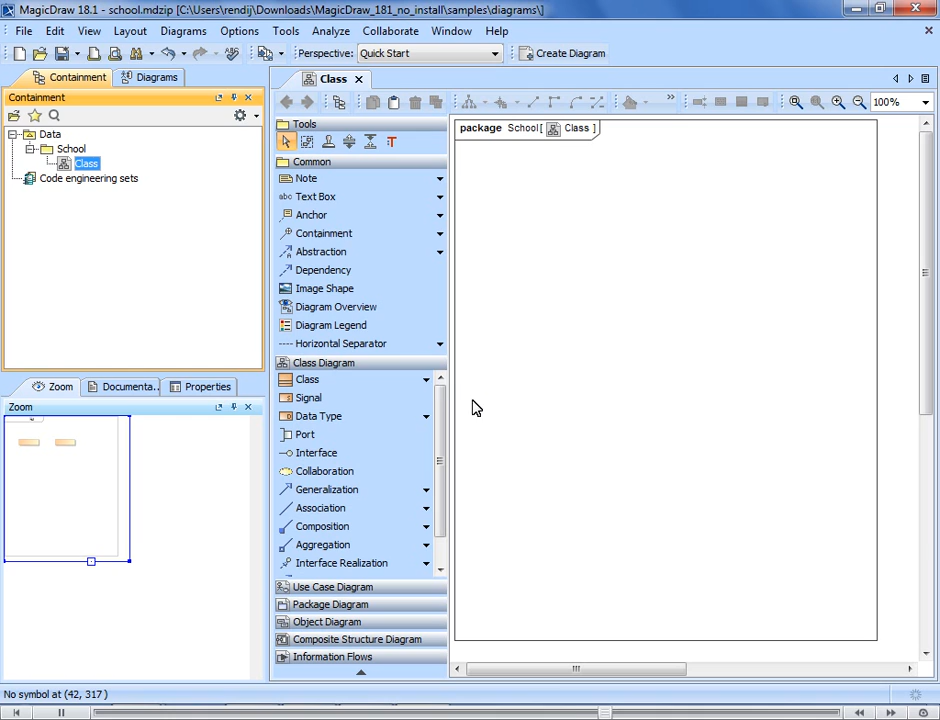 MagicDraw 18.1 - school.mdzip [C:\Users\rendij\Downloads\MagicDraw_181_no_install\samples\diagrams\]
File Edit View Layout Diagrams Options Tools Analyze Collaborate Window Help
Perspective: Quick Start Create Diagram
Containment Diagrams
Class
Containment
100%
Data
School
Class
Code engineering sets
Zoom Documenta... Properties
Zoom
No symbol at (42, 317)
Tools
Common
Note
abc Text Box
Anchor
Containment
Abstraction
Dependency
Image Shape
Diagram Overview
Diagram Legend
Horizontal Separator
Class Diagram
Class
Signal
Data Type
Port
Interface
Collaboration
Generalization
Association
Composition
Aggregation
Interface Realization
Use Case Diagram
Package Diagram
Object Diagram
Composite Structure Diagram
Information Flows
package School[ Class ]